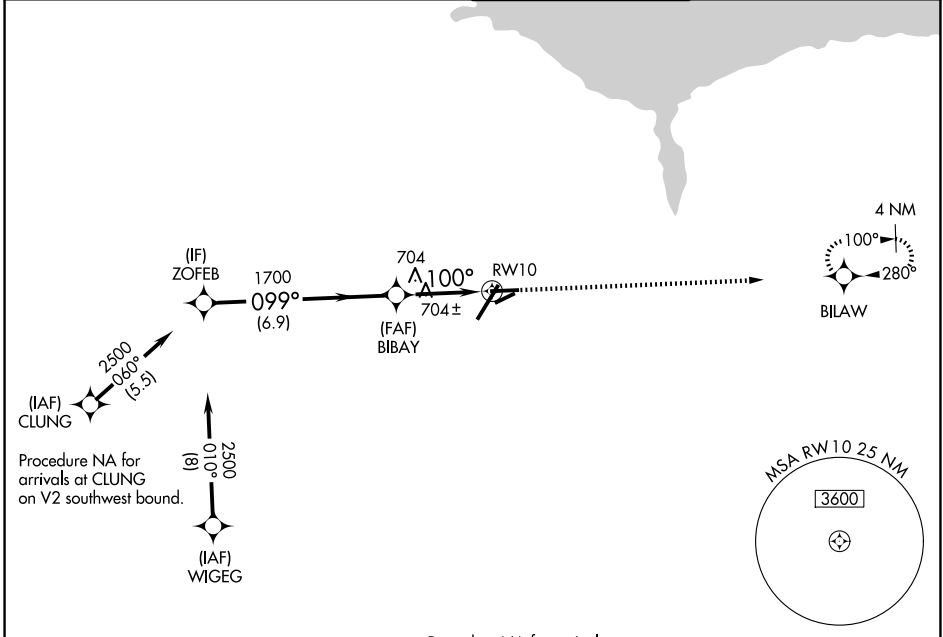 4 NM
100°
280°
BILAW
(IF)
ZOFEB
1700
099°
(6.9)
704
100°
RW10
704±
(FAF)
BIBAY
2500
060°
(5.5)
(IAF)
CLUNG
Procedure NA for
arrivals at CLUNG
on V2 southwest bound.
2500
010°
(8)
(IAF)
WIGEG
MSA RW10 25 NM
3600